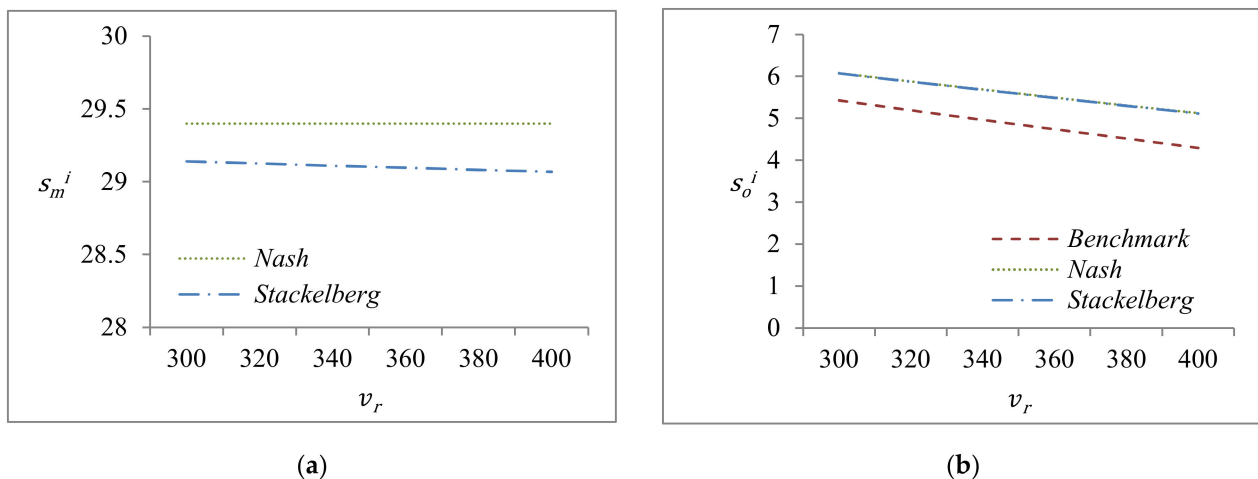 30
29.5
29
28.5
28
s_m^i
Nash
Stackelberg
300 320 340 360 380 400
v_r
(a)
7
6
5
4
3
2
1
0
s_o^i
Benchmark
Nash
Stackelberg
300 320 340 360 380 400
v_r
(b)